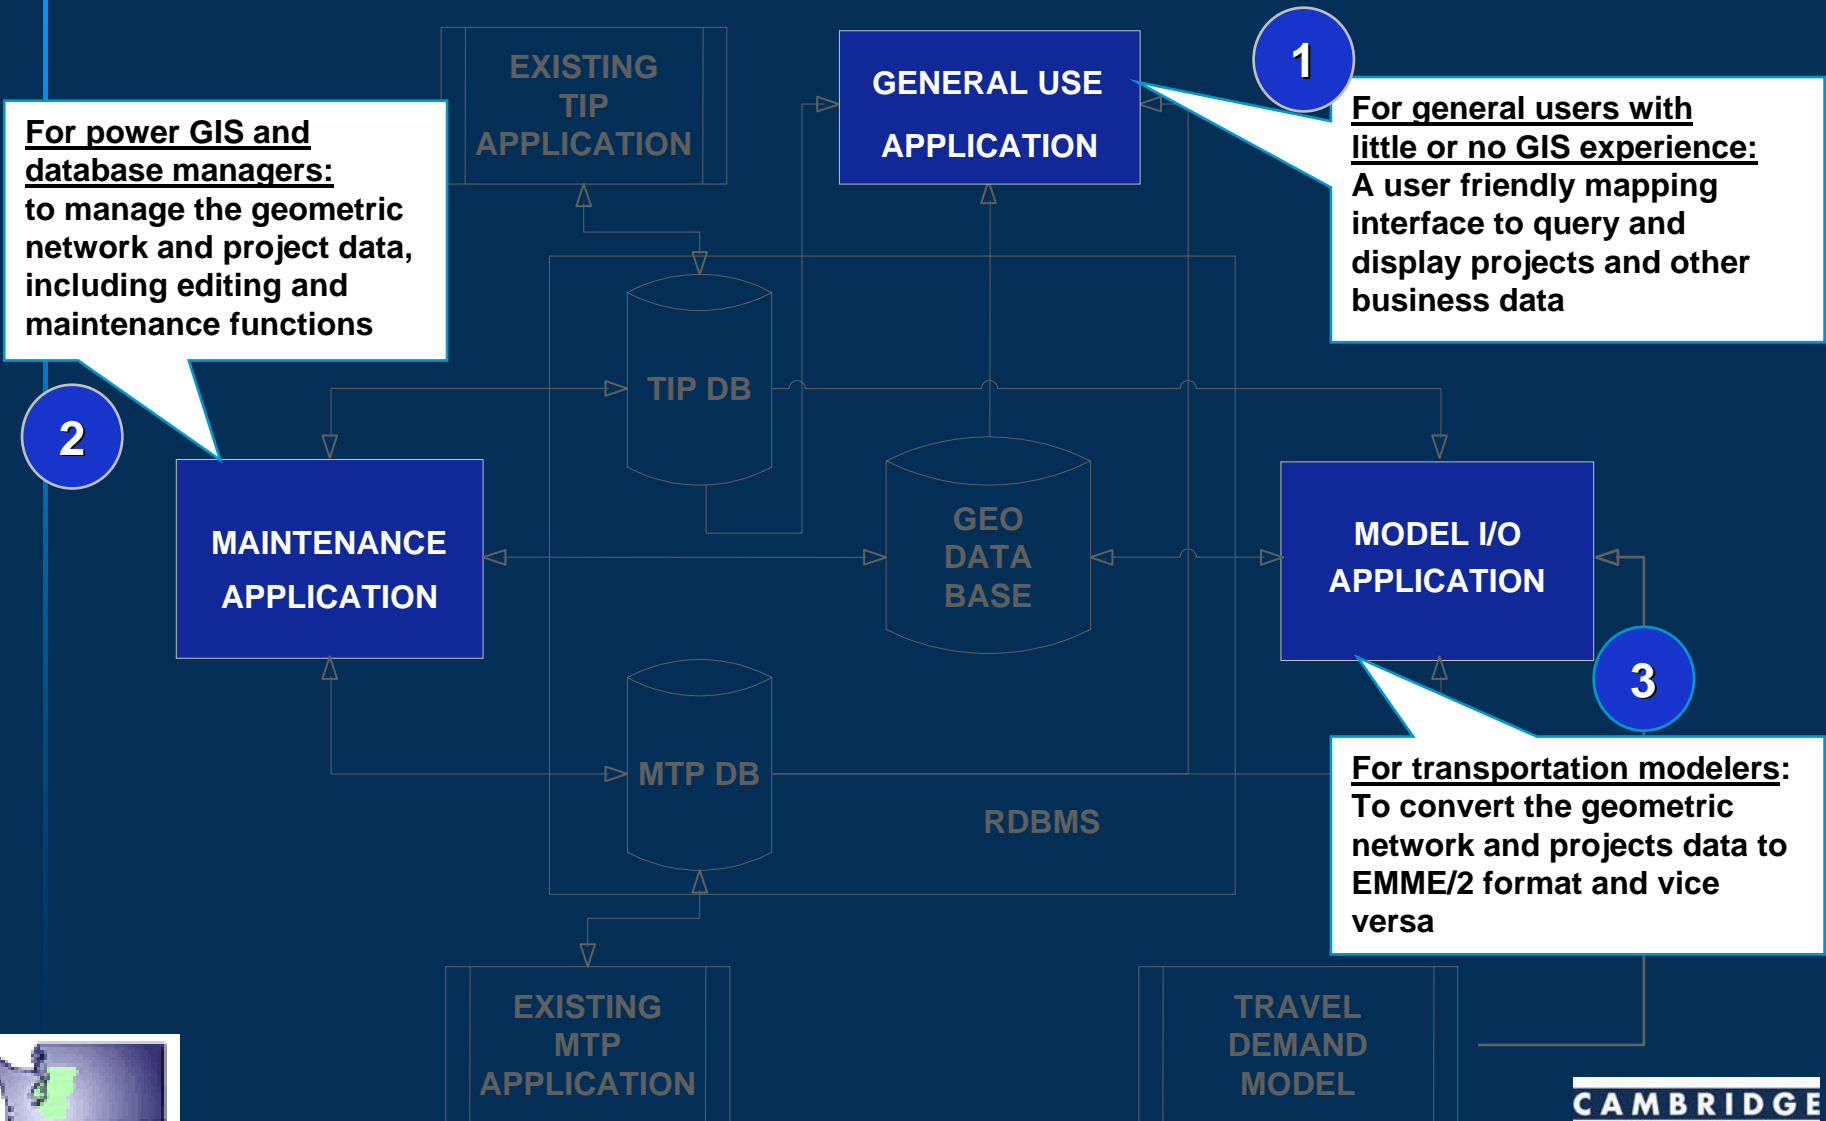 EXISTING
TIP
APPLICATION
GENERAL USE
APPLICATION
1
For general users with
little or no GIS experience:
A user friendly mapping
interface to query and
display projects and other
business data
For power GIS and
database managers:
to manage the geometric
network and project data,
including editing and
maintenance functions
2
TIP DB
MAINTENANCE
APPLICATION
GEO
DATA
BASE
MODEL I/O
APPLICATION
3
MTP DB
RDBMS
For transportation modelers:
To convert the geometric
network and projects data to
EMME/2 format and vice
versa
EXISTING
MTP
APPLICATION
TRAVEL
DEMAND
MODEL
CAMBRIDGE